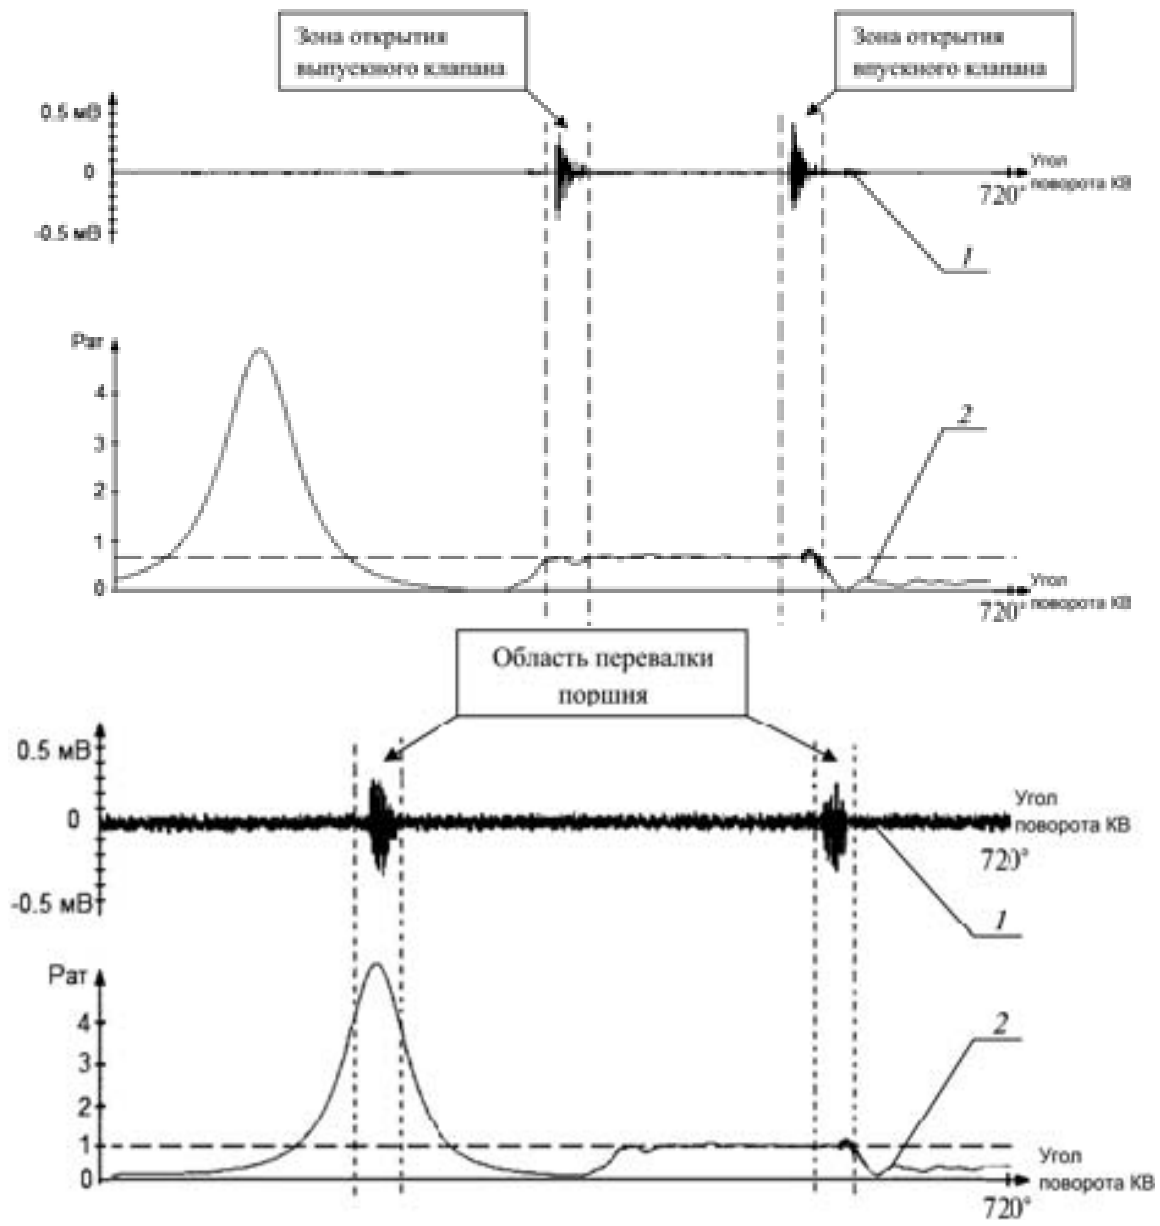 Зона открытия
выпускного клапана
Зона открытия
впускного клапана
0.5 мВ
0
-0.5 мВ
Угол
поворота КВ
720°
1
Рат
4
3
2
1
0
2
Угол
поворота КВ
720°
Область перевалки
поршня
0.5 мВ
0
-0.5 мВ
Угол
поворота КВ
720°
1
Рат
4
3
2
1
0
2
Угол
поворота КВ
720°